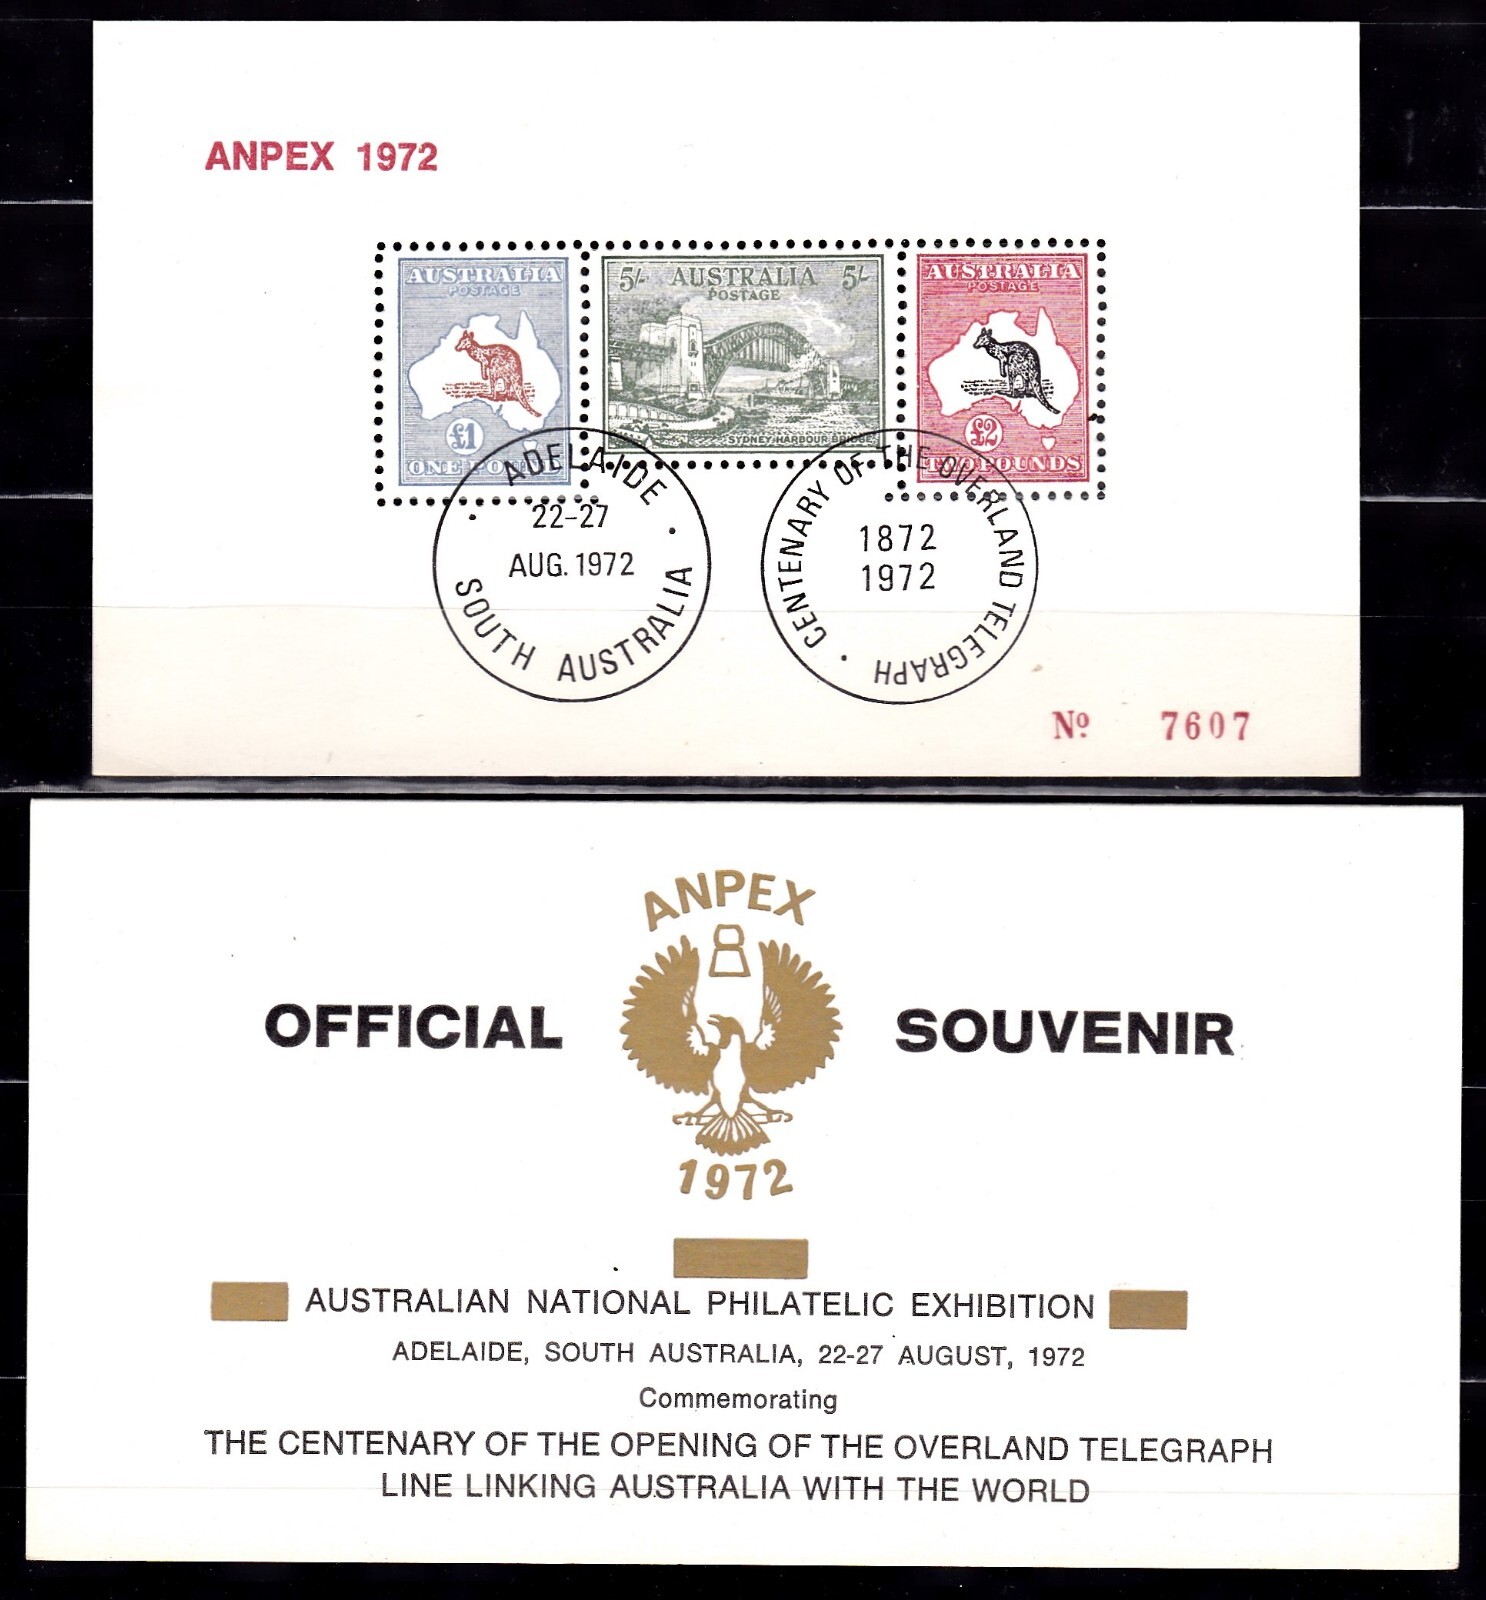 ANPEX 1972
AUSTRALIA
POSTAGE
£1
ONE POUND
5/- AUSTRALIA 5/-
POSTAGE
SYDNEY HARBOUR BRIDGE
AUSTRALIA
POSTAGE
£2
TWO POUNDS
ADELAIDE
22-27
AUG. 1972
SOUTH AUSTRALIA
CENTENARY OF THE OVERLAND TELEGRAPH
1872
1972
Nº 7607
ANPEX
OFFICIAL SOUVENIR
1972
AUSTRALIAN NATIONAL PHILATELIC EXHIBITION
ADELAIDE, SOUTH AUSTRALIA, 22-27 AUGUST, 1972
Commemorating
THE CENTENARY OF THE OPENING OF THE OVERLAND TELEGRAPH
LINE LINKING AUSTRALIA WITH THE WORLD